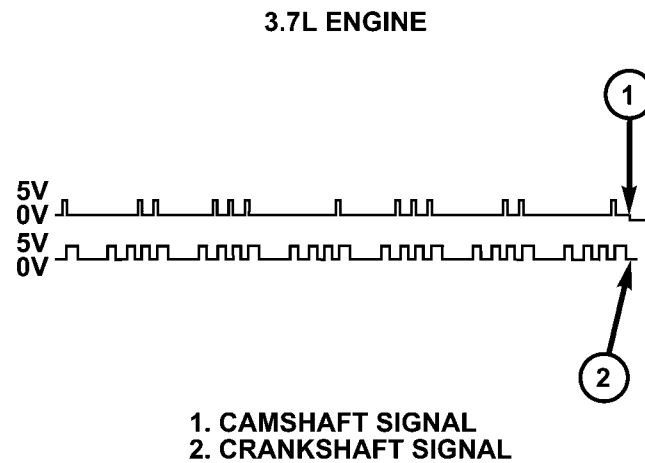 3.7L ENGINE
1
5V
0V
5V
0V
2
1. CAMSHAFT SIGNAL
2. CRANKSHAFT SIGNAL